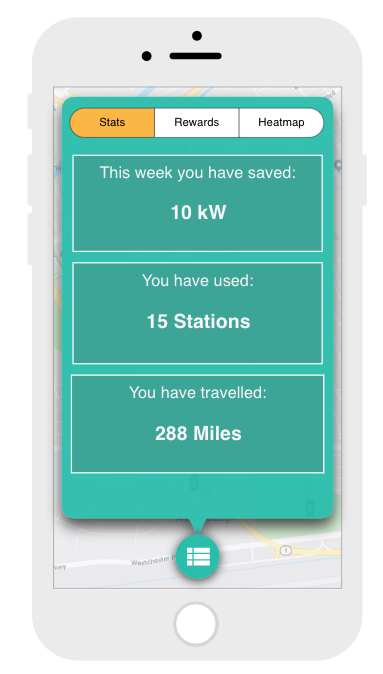 Stats
Rewards
Heatmap
This week you have saved:
10 kW
You have used:
15 Stations
You have travelled:
288 Miles
Westchester
1